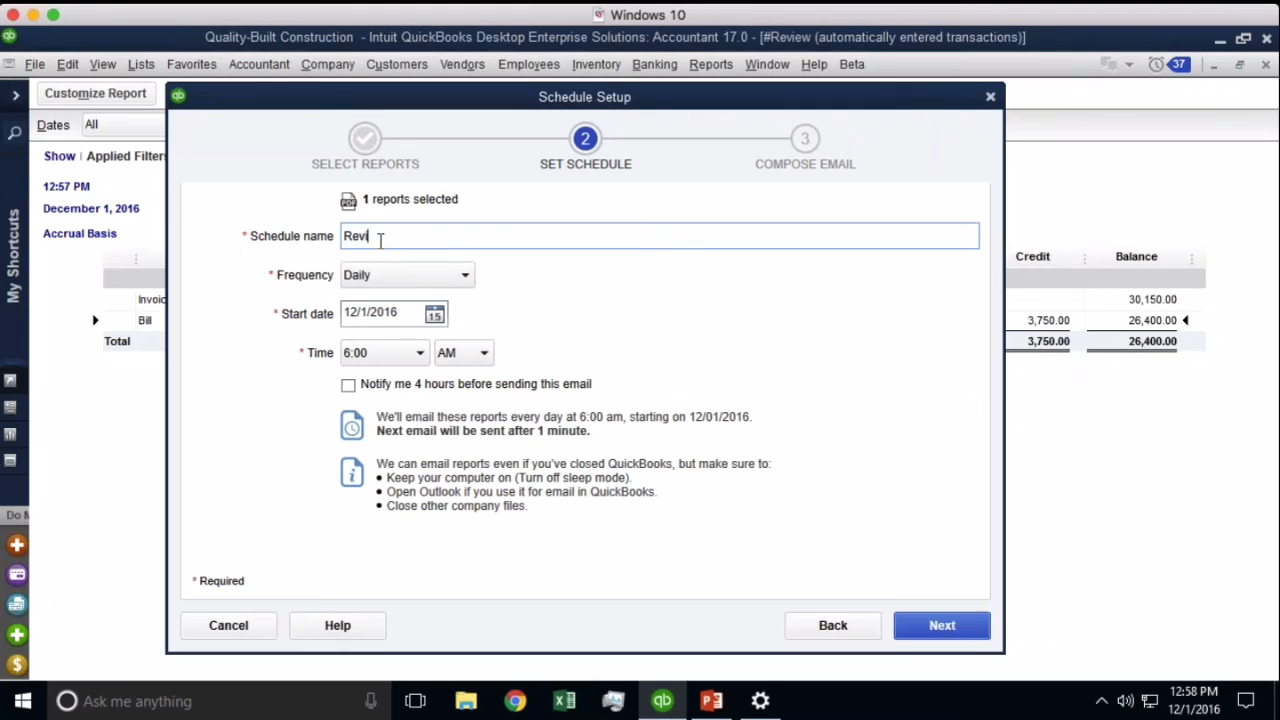 Windows 10
Quality-Built Construction - Intuit QuickBooks Desktop Enterprise Solutions: Accountant 17.0 - [#Review (automatically entered transactions)]
File Edit View Lists Favorites Accountant Company Customers Vendors Employees Inventory Banking Reports Window Help Beta 37
Customize Report
Schedule Setup
Dates All
2 3
SELECT REPORTS SET SCHEDULE COMPOSE EMAIL
Show Applied Filters
12:57 PM
PDF 1 reports selected
December 1, 2016
Accrual Basis
* Schedule name Revi
Credit Balance
* Frequency Daily
Invoic 30,150.00
* Start date 12/1/2016 15
Bill 3,750.00 26,400.00
Total 3,750.00 26,400.00
* Time 6:00 AM
Notify me 4 hours before sending this email
We'll email these reports every day at 6:00 am, starting on 12/01/2016.
Next email will be sent after 1 minute.
We can email reports even if you've closed QuickBooks, but make sure to:
• Keep your computer on (Turn off sleep mode).
• Open Outlook if you use it for email in QuickBooks.
• Close other company files.
My Shortcuts
Do M
* Required
Cancel Help Back Next
Ask me anything
12:58 PM
12/1/2016